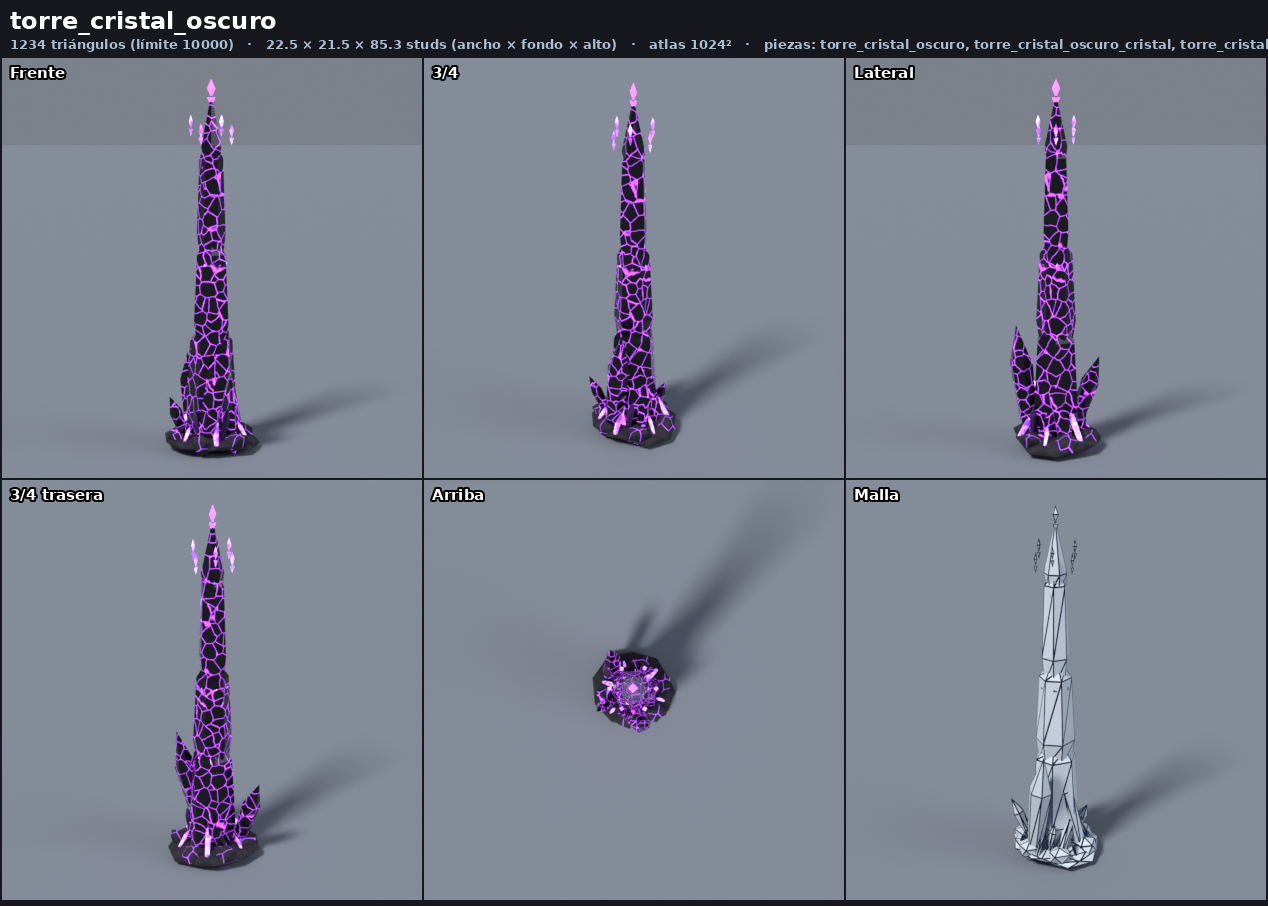 torre_cristal_oscuro
1234 triángulos (límite 10000) · 22.5 × 21.5 × 85.3 studs (ancho × fondo × alto) · atlas 1024² · piezas: torre_cristal_oscuro, torre_cristal_oscuro_cristal, torre_cristal
Frente
3/4
Lateral
3/4 trasera
Arriba
Malla